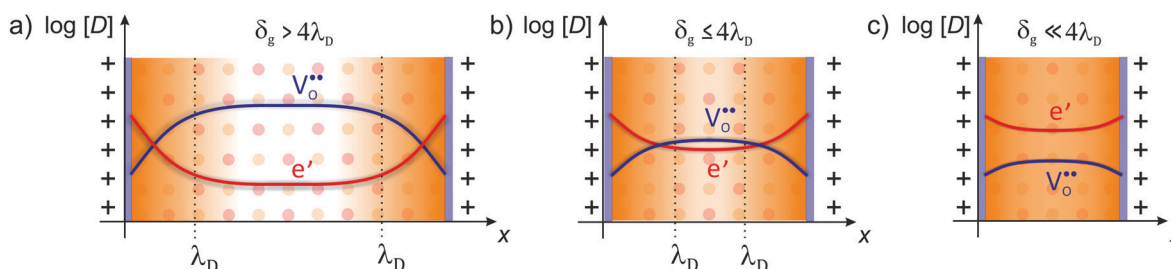 a) log [D] δg > 4λD
V••o
e'
x
λD λD
b) log [D] δg ≤ 4λD
V••o
e'
x
λD λD
c) log [D] δg ≪ 4λD
e'
V••o